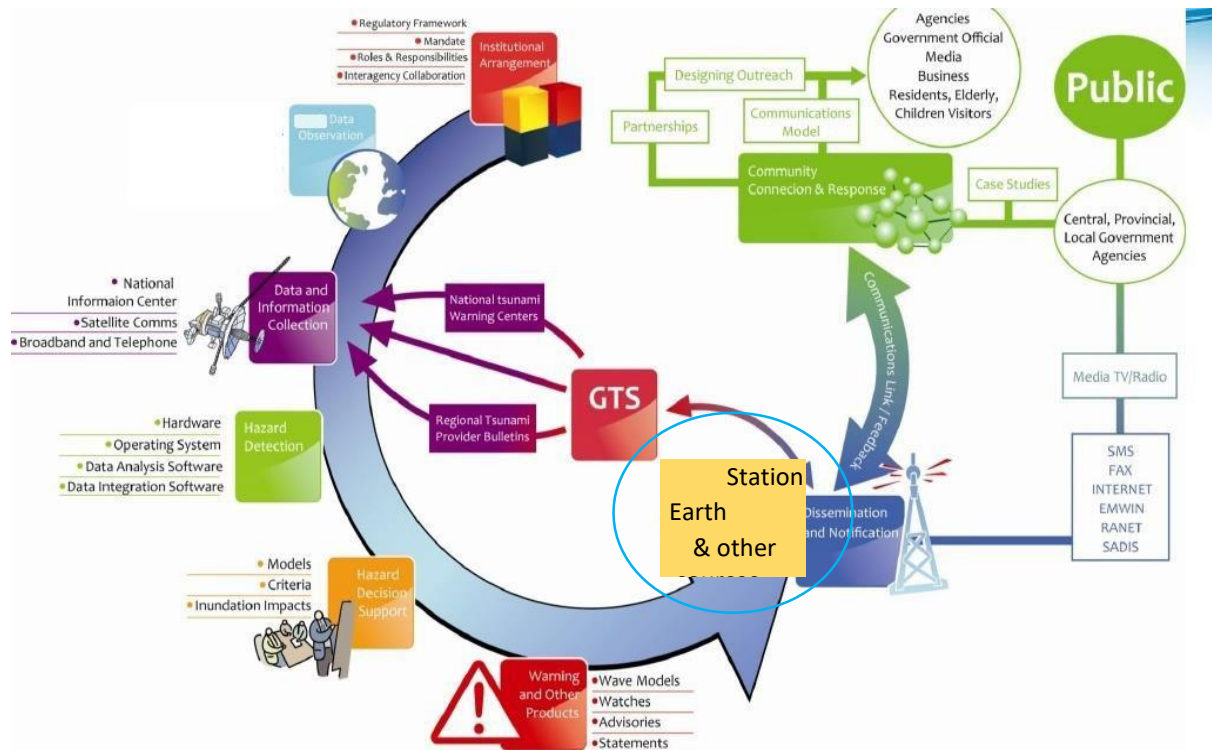 Regulatory Framework
Mandate
Roles & Responsibilities
Interagency Collaboration
Institutional
Arrangement
Data
Observation
National
Informaion Center
Satellite Comms
Broadband and Telephone
Data and
Information
Collection
National tsunami
Warning Centers
Regional Tsunami
Provider Bulletins
GTS
Hardware
Operating System
Data Analysis Software
Data Integration Software
Hazard
Detection
Models
Criteria
Inundation Impacts
Hazard
Decision
Support
Warning
and Other
Products
Wave Models
Watches
Advisories
Statements
Station
Earth
& other
Dissemination
and Notification
Communications Link / Feedback
Designing Outreach
Partnerships
Communications
Model
Community
Connecion & Response
Case Studies
Agencies
Government Official
Media
Business
Residents, Elderly,
Children Visitors
Public
Central, Provincial,
Local Government
Agencies
Media TV/Radio
SMS
FAX
INTERNET
EMWIN
RANET
SADIS